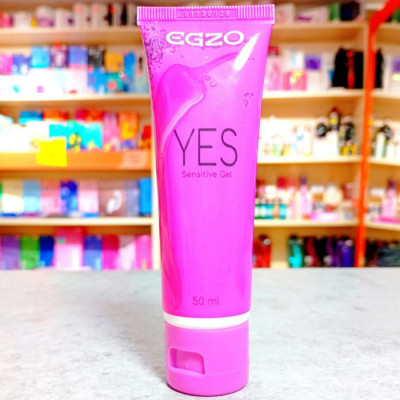 EGZO
YES
Sensitive Gel
50 ml